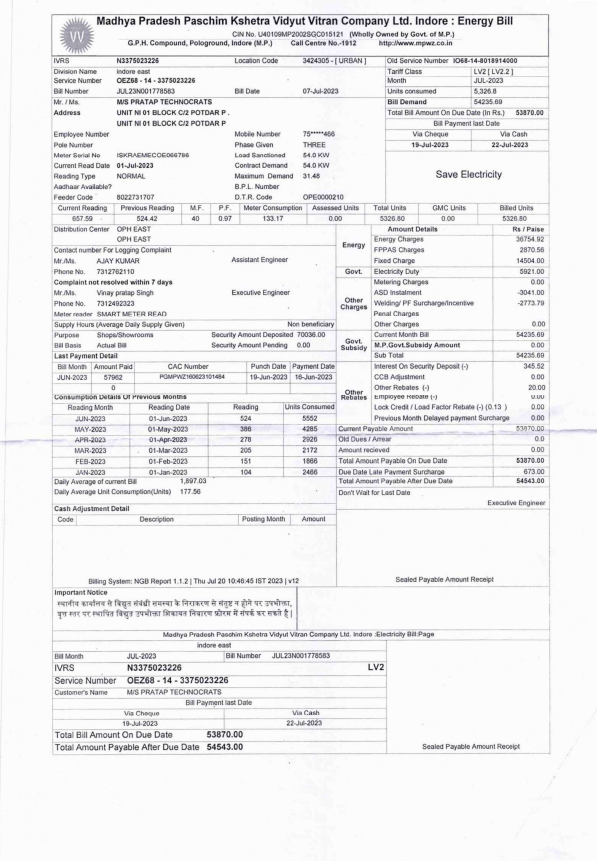 Madhya Pradesh Paschim Kshetra Vidyut Vitran Company Ltd. Indore : Energy Bill
CIN No. U40109MP2002SGC015121 (Wholly Owned by Govt. of M.P.)
G.P.H. Compound, Pologround, Indore (M.P.) Call Centre No.-1912 http://www.mpwz.co.in
IVRS N3375023226 Location Code 3424305 - [ URBAN ] Old Service Number IO68-14-8018914000
Division Name indore east Tariff Class LV2 [ LV2.2 ]
Service Number OEZ68 - 14 - 3375023226 Month JUL-2023
Bill Number JUL23N001778583 Bill Date 07-Jul-2023 Units consumed 5,326.8
Mr. / Ms. M/S PRATAP TECHNOCRATS Bill Demand 54235.69
Address UNIT NI 01 BLOCK C/2 POTDAR P . Total Bill Amount On Due Date (In Rs.) 53870.00
UNIT NI 01 BLOCK C/2 POTDAR P Bill Payment last Date
Employee Number Mobile Number 75*****466 Via Cheque Via Cash
Pole Number Phase Given THREE 19-Jul-2023 22-Jul-2023
Meter Serial No ISKRAEMECOE066786 Load Sanctioned 54.0 KW
Current Read Date 01-Jul-2023 Contract Demand 54.0 KW
Reading Type NORMAL Maximum Demand 31.48 Save Electricity
Aadhaar Available? B.P.L. Number
Feeder Code 8022731707 D.T.R. Code OPE0000210
Current Reading Previous Reading M.F. P.F. Meter Consumption Assessed Units Total Units GMC Units Billed Units
657.59 524.42 40 0.97 133.17 0.00 5326.80 0.00 5326.80
Distribution Center OPH EAST Amount Details Rs / Paise
OPH EAST Energy Energy Charges 36754.92
Contact number For Logging Complaint FPPAS Charges 2870.56
Mr./Ms. AJAY KUMAR Assistant Engineer Fixed Charge 14504.00
Phone No. 7312762110 Govt. Electricity Duty 5921.00
Complaint not resolved within 7 days Metering Charges 0.00
Mr./Ms. Vinay pratap Singh Executive Engineer Other Charges ASD Instalment -3041.00
Phone No. 7312492323 Welding/ PF Surcharge/Incentive -2773.79
Meter reader SMART METER READ Penal Charges
Supply Hours (Average Daily Supply Given) Non beneficiary Other Charges 0.00
Purpose Shops/Showrooms Security Amount Deposited 70036.00 Govt. Subsidy Current Month Bill 54235.69
Bill Basis Actual Bill Security Amount Pending 0.00 M.P.Govt.Subsidy Amount 0.00
Last Payment Detail Sub Total 54235.69
Bill Month Amount Paid CAC Number Punch Date Payment Date Interest On Security Deposit (-) 345.52
JUN-2023 57962 PGMPWZ160623101484 19-Jun-2023 16-Jun-2023 CCB Adjustment 0.00
0 Other Rebates Other Rebates (-) 20.00
Consumption Details Of Previous Months Employee Rebate (-) 0.00
Reading Month Reading Date Reading Units Consumed Lock Credit / Load Factor Rebate (-) (0.13 ) 0.00
JUN-2023 01-Jun-2023 524 5552 Previous Month Delayed payment Surcharge 0.00
MAY-2023 01-May-2023 386 4285 Current Payable Amount 53870.00
APR-2023 01-Apr-2023 278 2926 Old Dues / Arrear 0.0
MAR-2023 01-Mar-2023 205 2172 Amount recieved 0.00
FEB-2023 01-Feb-2023 151 1866 Total Amount Payable On Due Date 53870.00
JAN-2023 01-Jan-2023 104 2466 Due Date Late Payment Surcharge 673.00
Daily Average of current Bill 1,897.03 Total Amount Payable After Due Date 54543.00
Daily Average Unit Consumption(Units) 177.56 Don't Wait for Last Date
Executive Engineer
Cash Adjustment Detail
Code Description Posting Month Amount
Billing System: NGB Report 1.1.2 | Thu Jul 20 10:46:45 IST 2023 | v12 Sealed Payable Amount Receipt
Important Notice
स्थानीय कार्यालय से विद्युत संबंधी समस्या के निराकरण से संतुष्ट न होने पर उपभोक्ता,
वृत्त स्तर पर स्थापित विद्युत उपभोक्ता शिकायत निवारण फ़ोरम में संपर्क कर सकते है |
Madhya Pradesh Paschim Kshetra Vidyut Vitran Company Ltd. Indore :Electricity Bill:Page
indore east
Bill Month JUL-2023 Bill Number JUL23N001778583
IVRS N3375023226 LV2
Service Number OEZ68 - 14 - 3375023226
Customer's Name M/S PRATAP TECHNOCRATS
Bill Payment last Date
Via Cheque Via Cash
19-Jul-2023 22-Jul-2023
Total Bill Amount On Due Date 53870.00
Total Amount Payable After Due Date 54543.00 Sealed Payable Amount Receipt